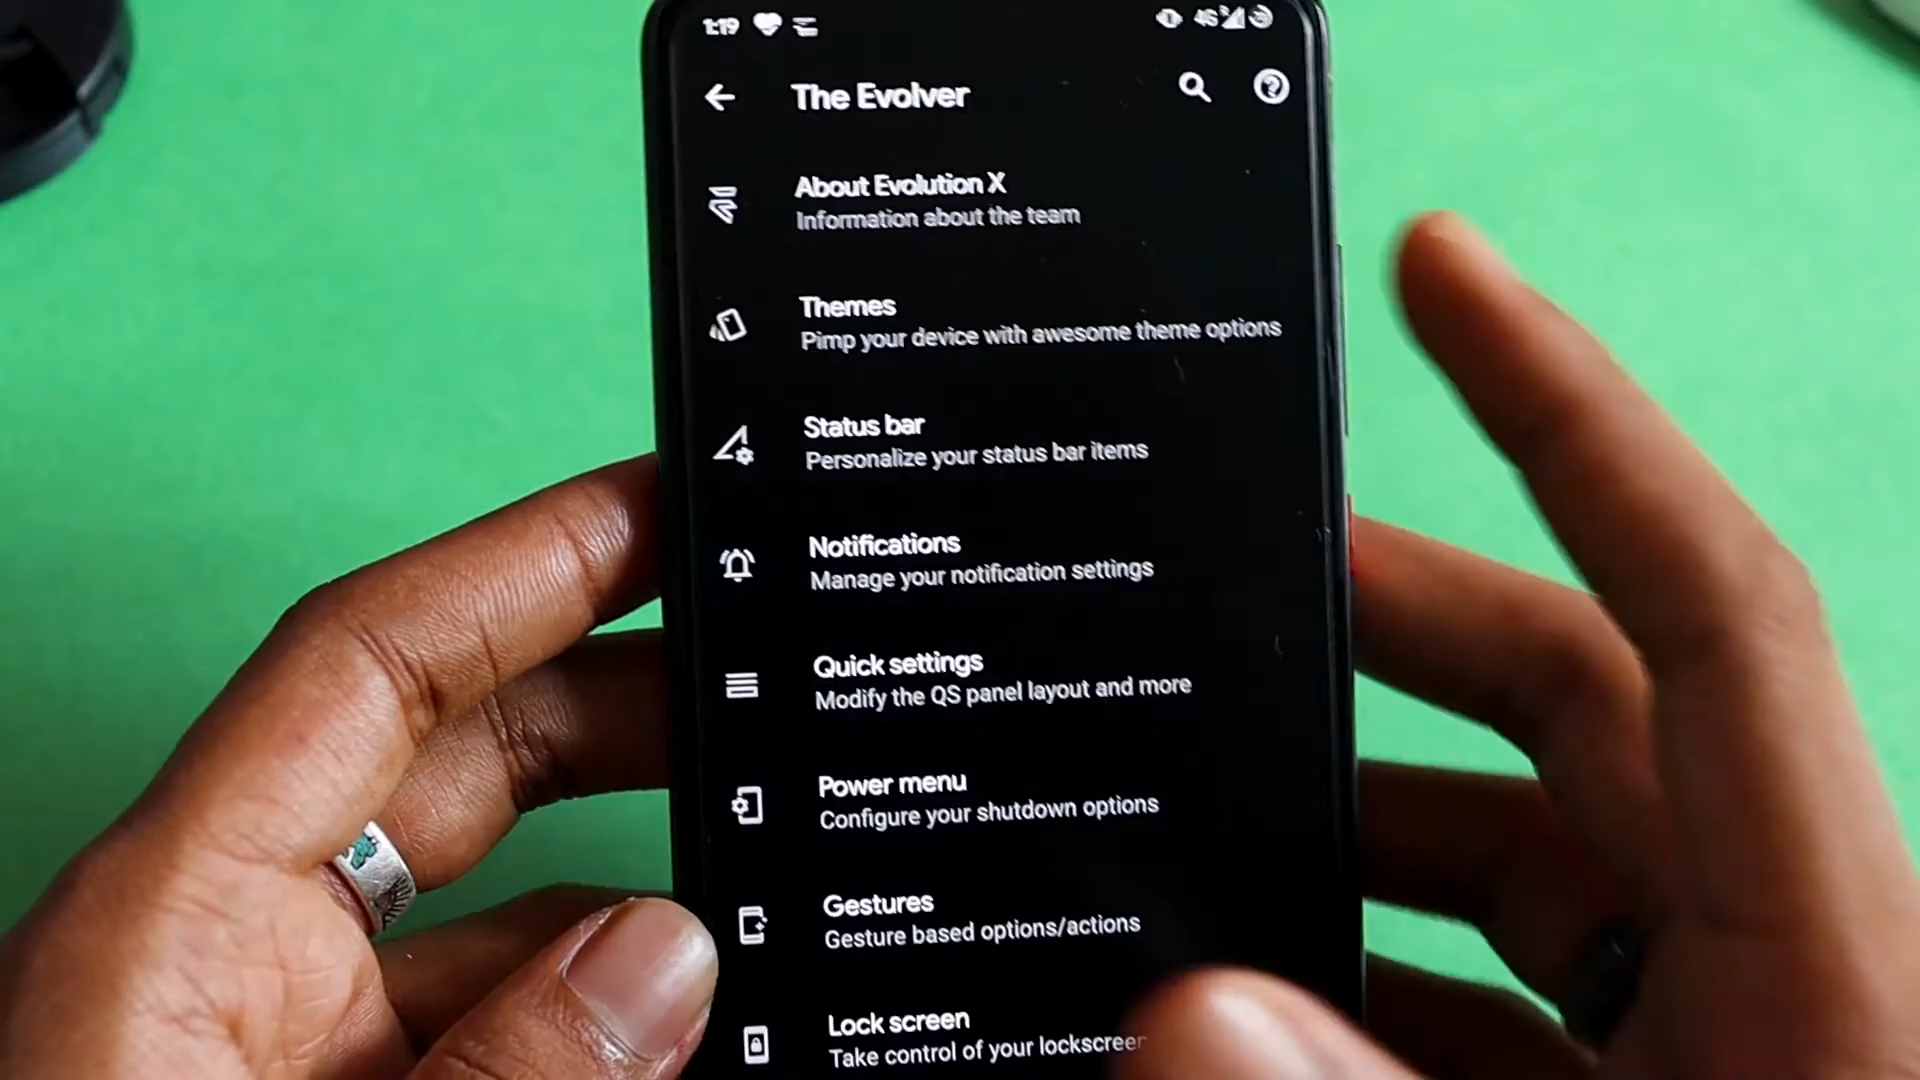 1:19
4G
The Evolver
About Evolution X
Information about the team
Themes
Pimp your device with awesome theme options
Status bar
Personalize your status bar items
Notifications
Manage your notification settings
Quick settings
Modify the QS panel layout and more
Power menu
Configure your shutdown options
Gestures
Gesture based options/actions
Lock screen
Take control of your lockscreen